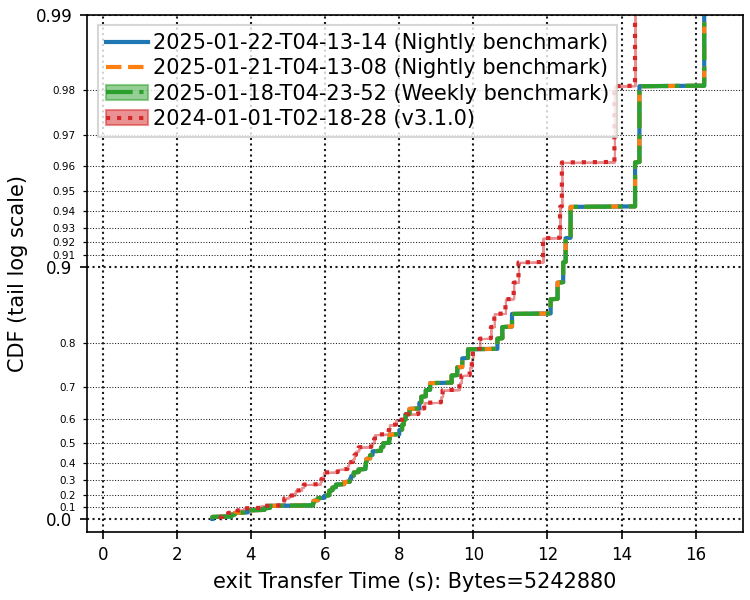 2025-01-22-T04-13-14 (Nightly benchmark)
2025-01-21-T04-13-08 (Nightly benchmark)
2025-01-18-T04-23-52 (Weekly benchmark)
2024-01-01-T02-18-28 (v3.1.0)
0.99
0.98
0.97
0.96
0.95
0.94
0.93
0.92
0.91
0.9
0.8
0.7
0.6
0.5
0.4
0.3
0.2
0.1
0.0
CDF (tail log scale)
0 2 4 6 8 10 12 14 16
exit Transfer Time (s): Bytes=5242880